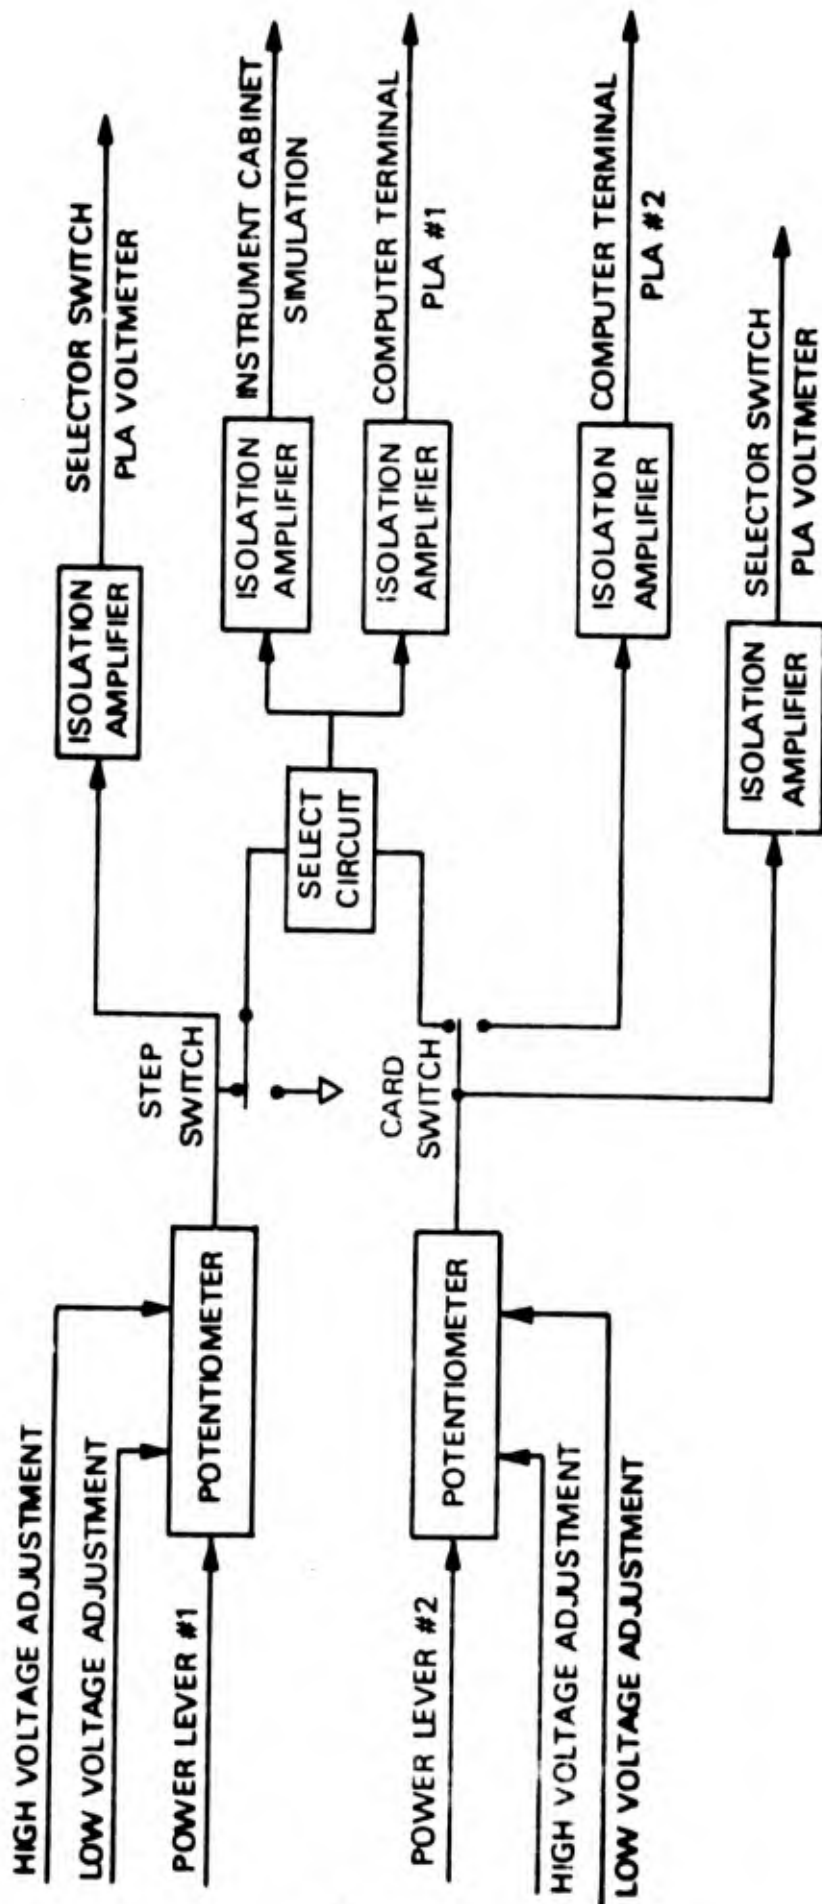 HIGH VOLTAGE ADJUSTMENT
LOW VOLTAGE ADJUSTMENT
POWER LEVER #1
POTENTIOMETER
STEP
SWITCH
ISOLATION
AMPLIFIER
SELECTOR SWITCH
PLA VOLTMETER
SELECT
CIRCUIT
ISOLATION
AMPLIFIER
INSTRUMENT CABINET
SIMULATION
ISOLATION
AMPLIFIER
COMPUTER TERMINAL
PLA #1
POWER LEVER #2
HIGH VOLTAGE ADJUSTMENT
LOW VOLTAGE ADJUSTMENT
POTENTIOMETER
CARD
SWITCH
ISOLATION
AMPLIFIER
COMPUTER TERMINAL
PLA #2
ISOLATION
AMPLIFIER
SELECTOR SWITCH
PLA VOLTMETER